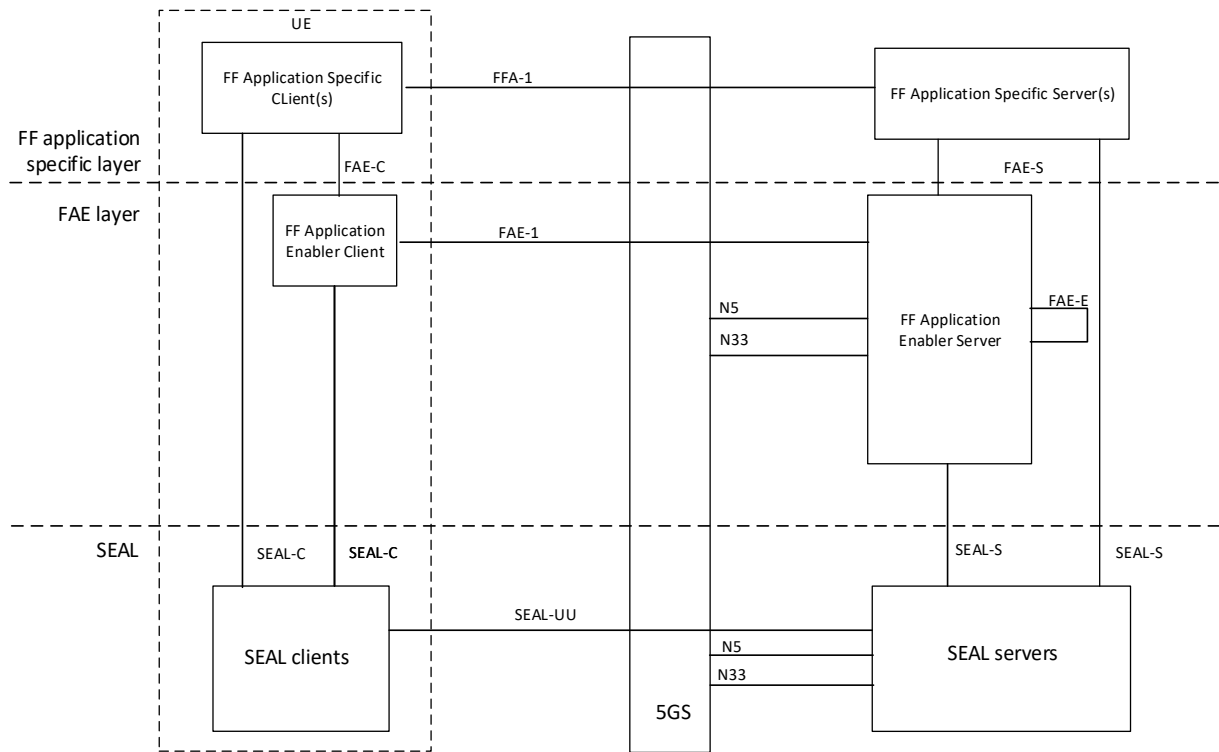 UE
FF Application Specific
CLient(s)
FFA-1
FF Application Specific Server(s)
FF application
specific layer
FAE-C
FAE-S
FAE layer
FF Application
Enabler Client
FAE-1
N5
N33
FF Application
Enabler Server
FAE-E
SEAL
SEAL-C
SEAL-C
SEAL-S
SEAL-S
SEAL clients
SEAL-UU
N5
N33
SEAL servers
5GS